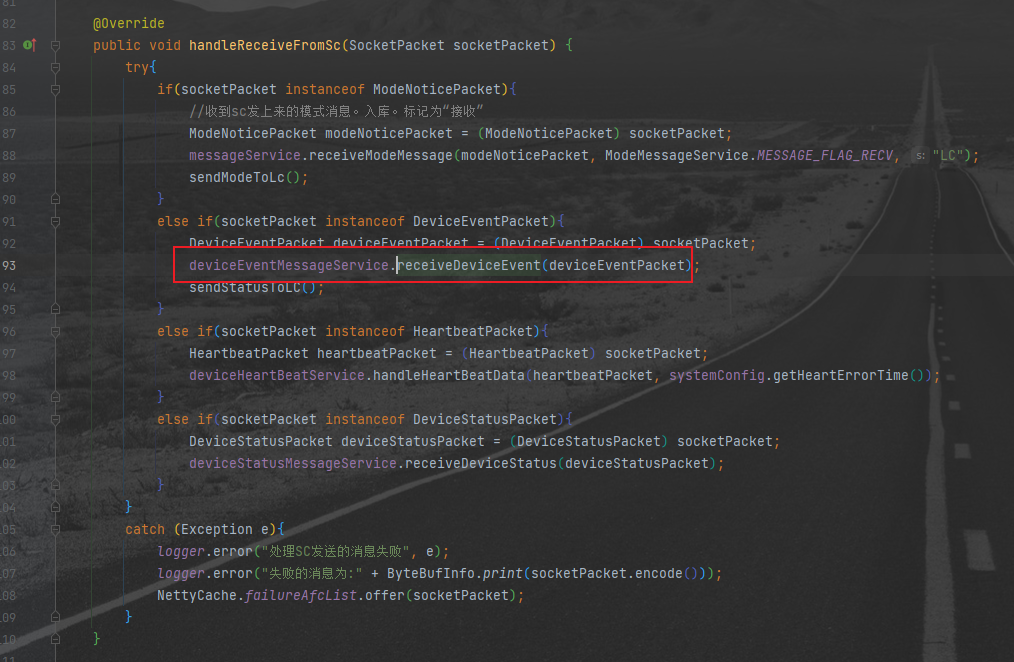 81
82 @Override
83 public void handleReceiveFromSc(SocketPacket socketPacket) {
84 try{
85 if(socketPacket instanceof ModeNoticePacket){
86 //收到sc发上来的模式消息。入库。标记为“接收”
87 ModeNoticePacket modeNoticePacket = (ModeNoticePacket) socketPacket;
88 messageService.receiveModeMessage(modeNoticePacket, ModeMessageService.MESSAGE_FLAG_RECV, s: "LC");
89 sendModeToLc();
90 }
91 else if(socketPacket instanceof DeviceEventPacket){
92 DeviceEventPacket deviceEventPacket = (DeviceEventPacket) socketPacket;
93 deviceEventMessageService.receiveDeviceEvent(deviceEventPacket);
94 sendStatusToLC();
95 }
96 else if(socketPacket instanceof HeartbeatPacket){
97 HeartbeatPacket heartbeatPacket = (HeartbeatPacket) socketPacket;
98 deviceHeartBeatService.handleHeartBeatData(heartbeatPacket, systemConfig.getHeartErrorTime());
99 }
00 else if(socketPacket instanceof DeviceStatusPacket){
01 DeviceStatusPacket deviceStatusPacket = (DeviceStatusPacket) socketPacket;
02 deviceStatusMessageService.receiveDeviceStatus(deviceStatusPacket);
03 }
04 }
05 catch (Exception e){
06 logger.error("处理SC发送的消息失败", e);
07 logger.error("失败的消息为:" + ByteBufInfo.print(socketPacket.encode()));
08 NettyCache.failureAfcList.offer(socketPacket);
09 }
10 }
11